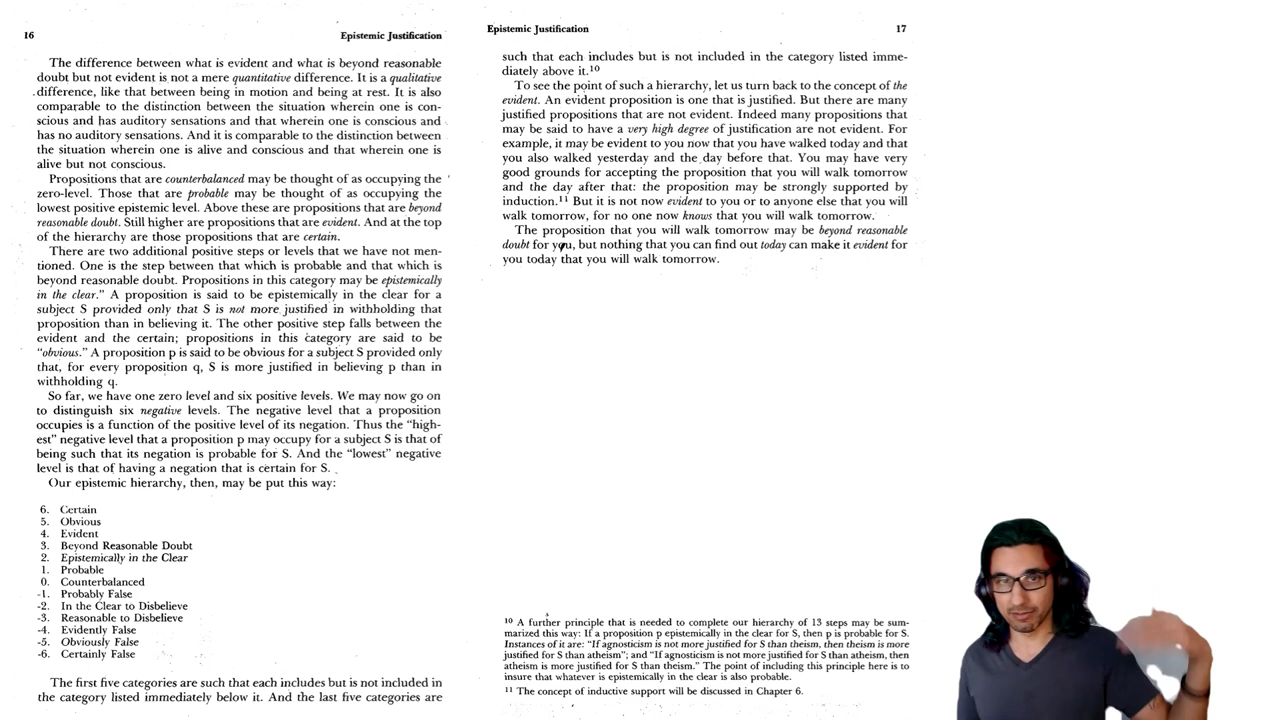 16
Epistemic Justification
The difference between what is evident and what is beyond reasonable
doubt but not evident is not a mere quantitative difference. It is a qualitative
difference, like that between being in motion and being at rest. It is also
comparable to the distinction between the situation wherein one is con-
scious and has auditory sensations and that wherein one is conscious and
has no auditory sensations. And it is comparable to the distinction between
the situation wherein one is alive and conscious and that wherein one is
alive but not conscious.
Propositions that are counterbalanced may be thought of as occupying the
zero-level. Those that are probable may be thought of as occupying the
lowest positive epistemic level. Above these are propositions that are beyond
reasonable doubt. Still higher are propositions that are evident. And at the top
of the hierarchy are those propositions that are certain.
There are two additional positive steps or levels that we have not men-
tioned. One is the step between that which is probable and that which is
beyond reasonable doubt. Propositions in this category may be epistemically
in the clear." A proposition is said to be epistemically in the clear for a
subject S provided only that S is not more justified in withholding that
proposition than in believing it. The other positive step falls between the
evident and the certain; propositions in this category are said to be
"obvious." A proposition p is said to be obvious for a subject S provided only
that, for every proposition q, S is more justified in believing p than in
withholding q.
So far, we have one zero level and six positive levels. We may now go on
to distinguish six negative levels. The negative level that a proposition
occupies is a function of the positive level of its negation. Thus the "high-
est" negative level that a proposition p may occupy for a subject S is that of
being such that its negation is probable for S. And the "lowest" negative
level is that of having a negation that is certain for S.
Our epistemic hierarchy, then, may be put this way:
6. Certain
5. Obvious
4. Evident
3. Beyond Reasonable Doubt
2. Epistemically in the Clear
1. Probable
0. Counterbalanced
-1. Probably False
-2. In the Clear to Disbelieve
-3. Reasonable to Disbelieve
-4. Evidently False
-5. Obviously False
-6. Certainly False
The first five categories are such that each includes but is not included in
the category listed immediately below it. And the last five categories are
Epistemic Justification
17
such that each includes but is not included in the category listed imme-
diately above it.10
To see the point of such a hierarchy, let us turn back to the concept of the
evident. An evident proposition is one that is justified. But there are many
justified propositions that are not evident. Indeed many propositions that
may be said to have a very high degree of justification are not evident. For
example, it may be evident to you now that you have walked today and that
you also walked yesterday and the day before that. You may have very
good grounds for accepting the proposition that you will walk tomorrow
and the day after that: the proposition may be strongly supported by
induction.11 But it is not now evident to you or to anyone else that you will
walk tomorrow, for no one now knows that you will walk tomorrow.
The proposition that you will walk tomorrow may be beyond reasonable
doubt for you, but nothing that you can find out today can make it evident for
you today that you will walk tomorrow.
10 A further principle that is needed to complete our hierarchy of 13 steps may be sum-
marized this way: If a proposition p epistemically in the clear for S, then p is probable for S.
Instances of it are: "If agnosticism is not more justified for S than theism, then theism is more
justified for S than atheism"; and "If agnosticism is not more justified for S than atheism, then
atheism is more justified for S than theism." The point of including this principle here is to
insure that whatever is epistemically in the clear is also probable.
11 The concept of inductive support will be discussed in Chapter 6.